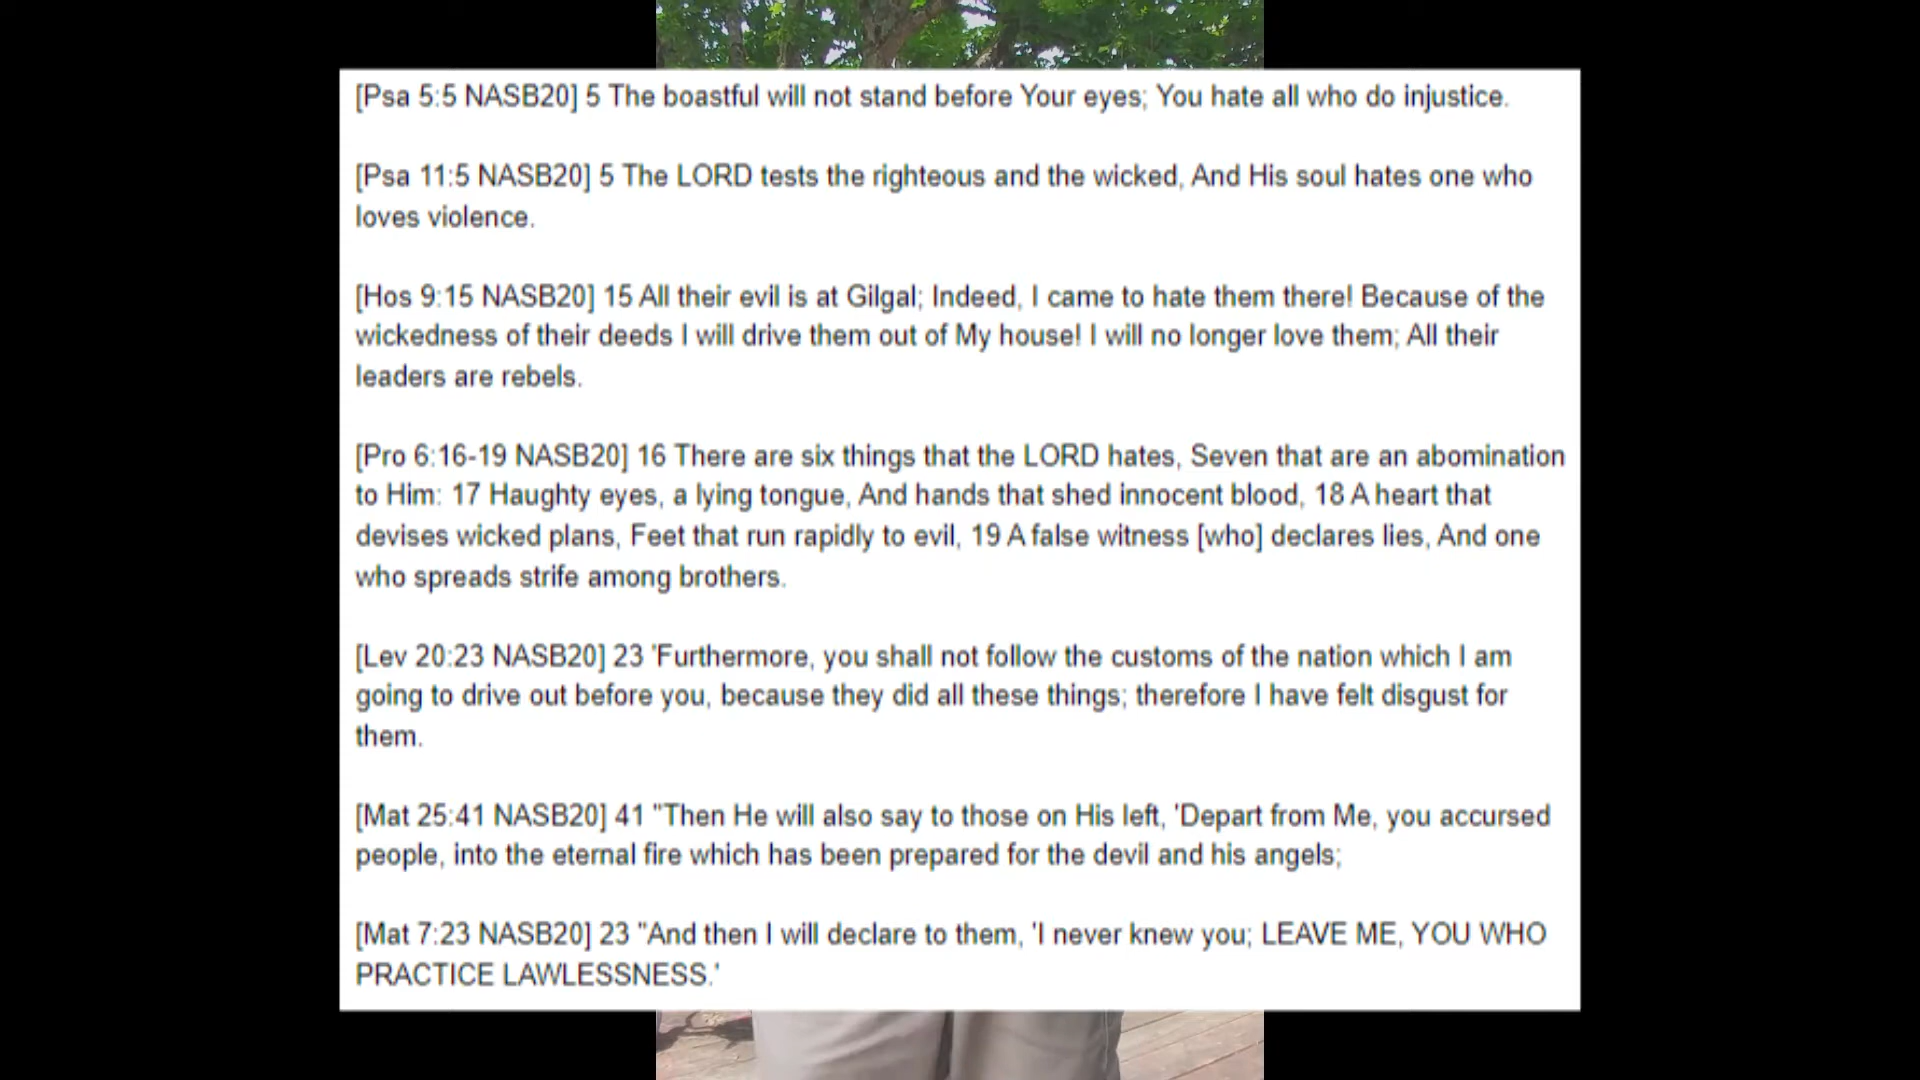 [Psa 5:5 NASB20] 5 The boastful will not stand before Your eyes; You hate all who do injustice.
[Psa 11:5 NASB20] 5 The LORD tests the righteous and the wicked, And His soul hates one who
loves violence.
[Hos 9:15 NASB20] 15 All their evil is at Gilgal; Indeed, I came to hate them there! Because of the
wickedness of their deeds I will drive them out of My house! I will no longer love them; All their
leaders are rebels.
[Pro 6:16-19 NASB20] 16 There are six things that the LORD hates, Seven that are an abomination
to Him: 17 Haughty eyes, a lying tongue, And hands that shed innocent blood, 18 A heart that
devises wicked plans, Feet that run rapidly to evil, 19 A false witness [who] declares lies, And one
who spreads strife among brothers.
[Lev 20:23 NASB20] 23 'Furthermore, you shall not follow the customs of the nation which I am
going to drive out before you, because they did all these things; therefore I have felt disgust for
them.
[Mat 25:41 NASB20] 41 "Then He will also say to those on His left, 'Depart from Me, you accursed
people, into the eternal fire which has been prepared for the devil and his angels;
[Mat 7:23 NASB20] 23 "And then I will declare to them, 'I never knew you; LEAVE ME, YOU WHO
PRACTICE LAWLESSNESS.'